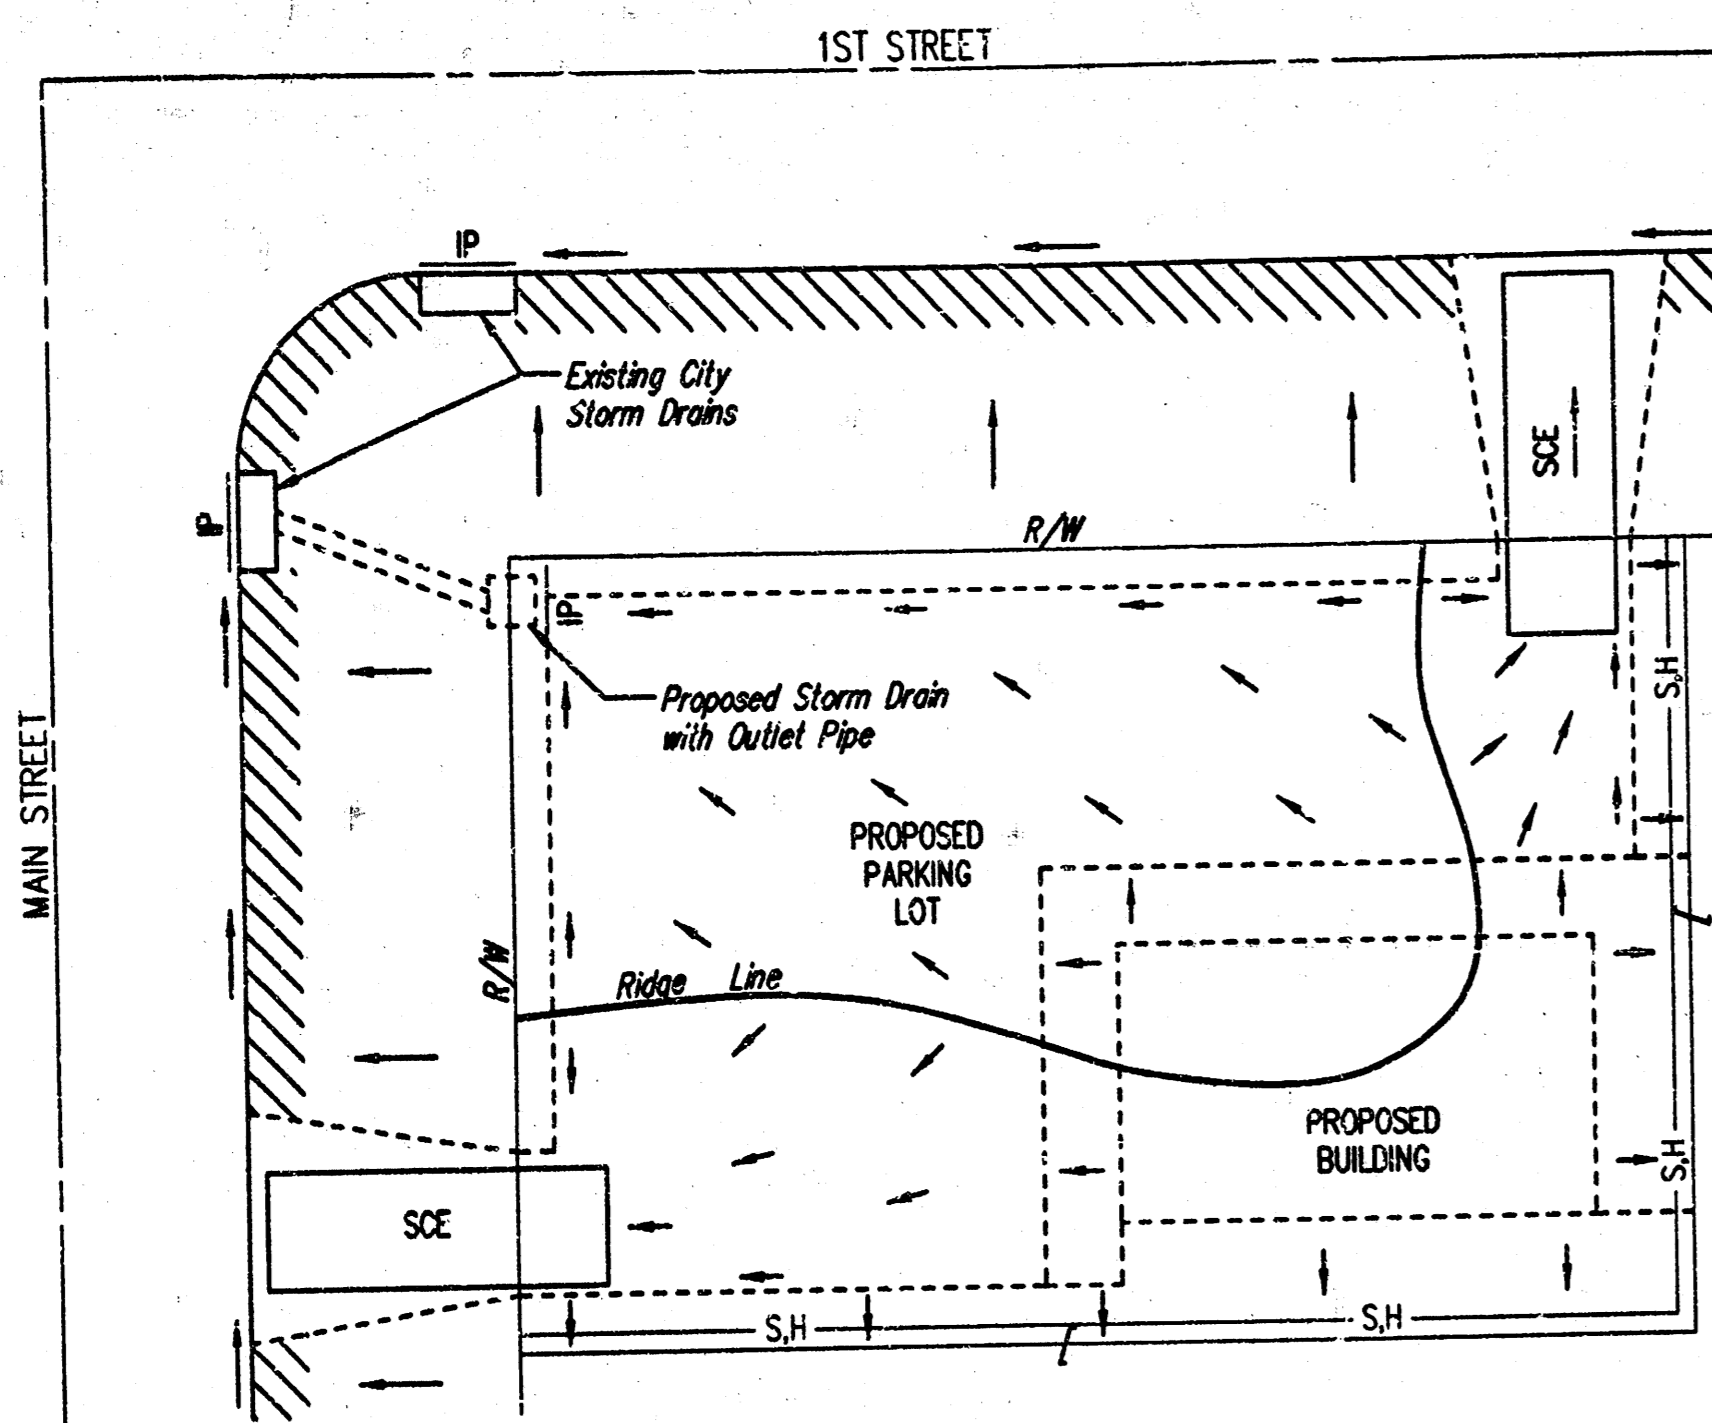 1ST STREET
IP
Existing City
Storm Drains
SCE
IP
R/W
IP
S,H
Proposed Storm Drain
with Outlet Pipe
MAIN STREET
PROPOSED
PARKING
LOT
R/W
Ridge Line
PROPOSED
BUILDING
S,H
SCE
S,H
S,H